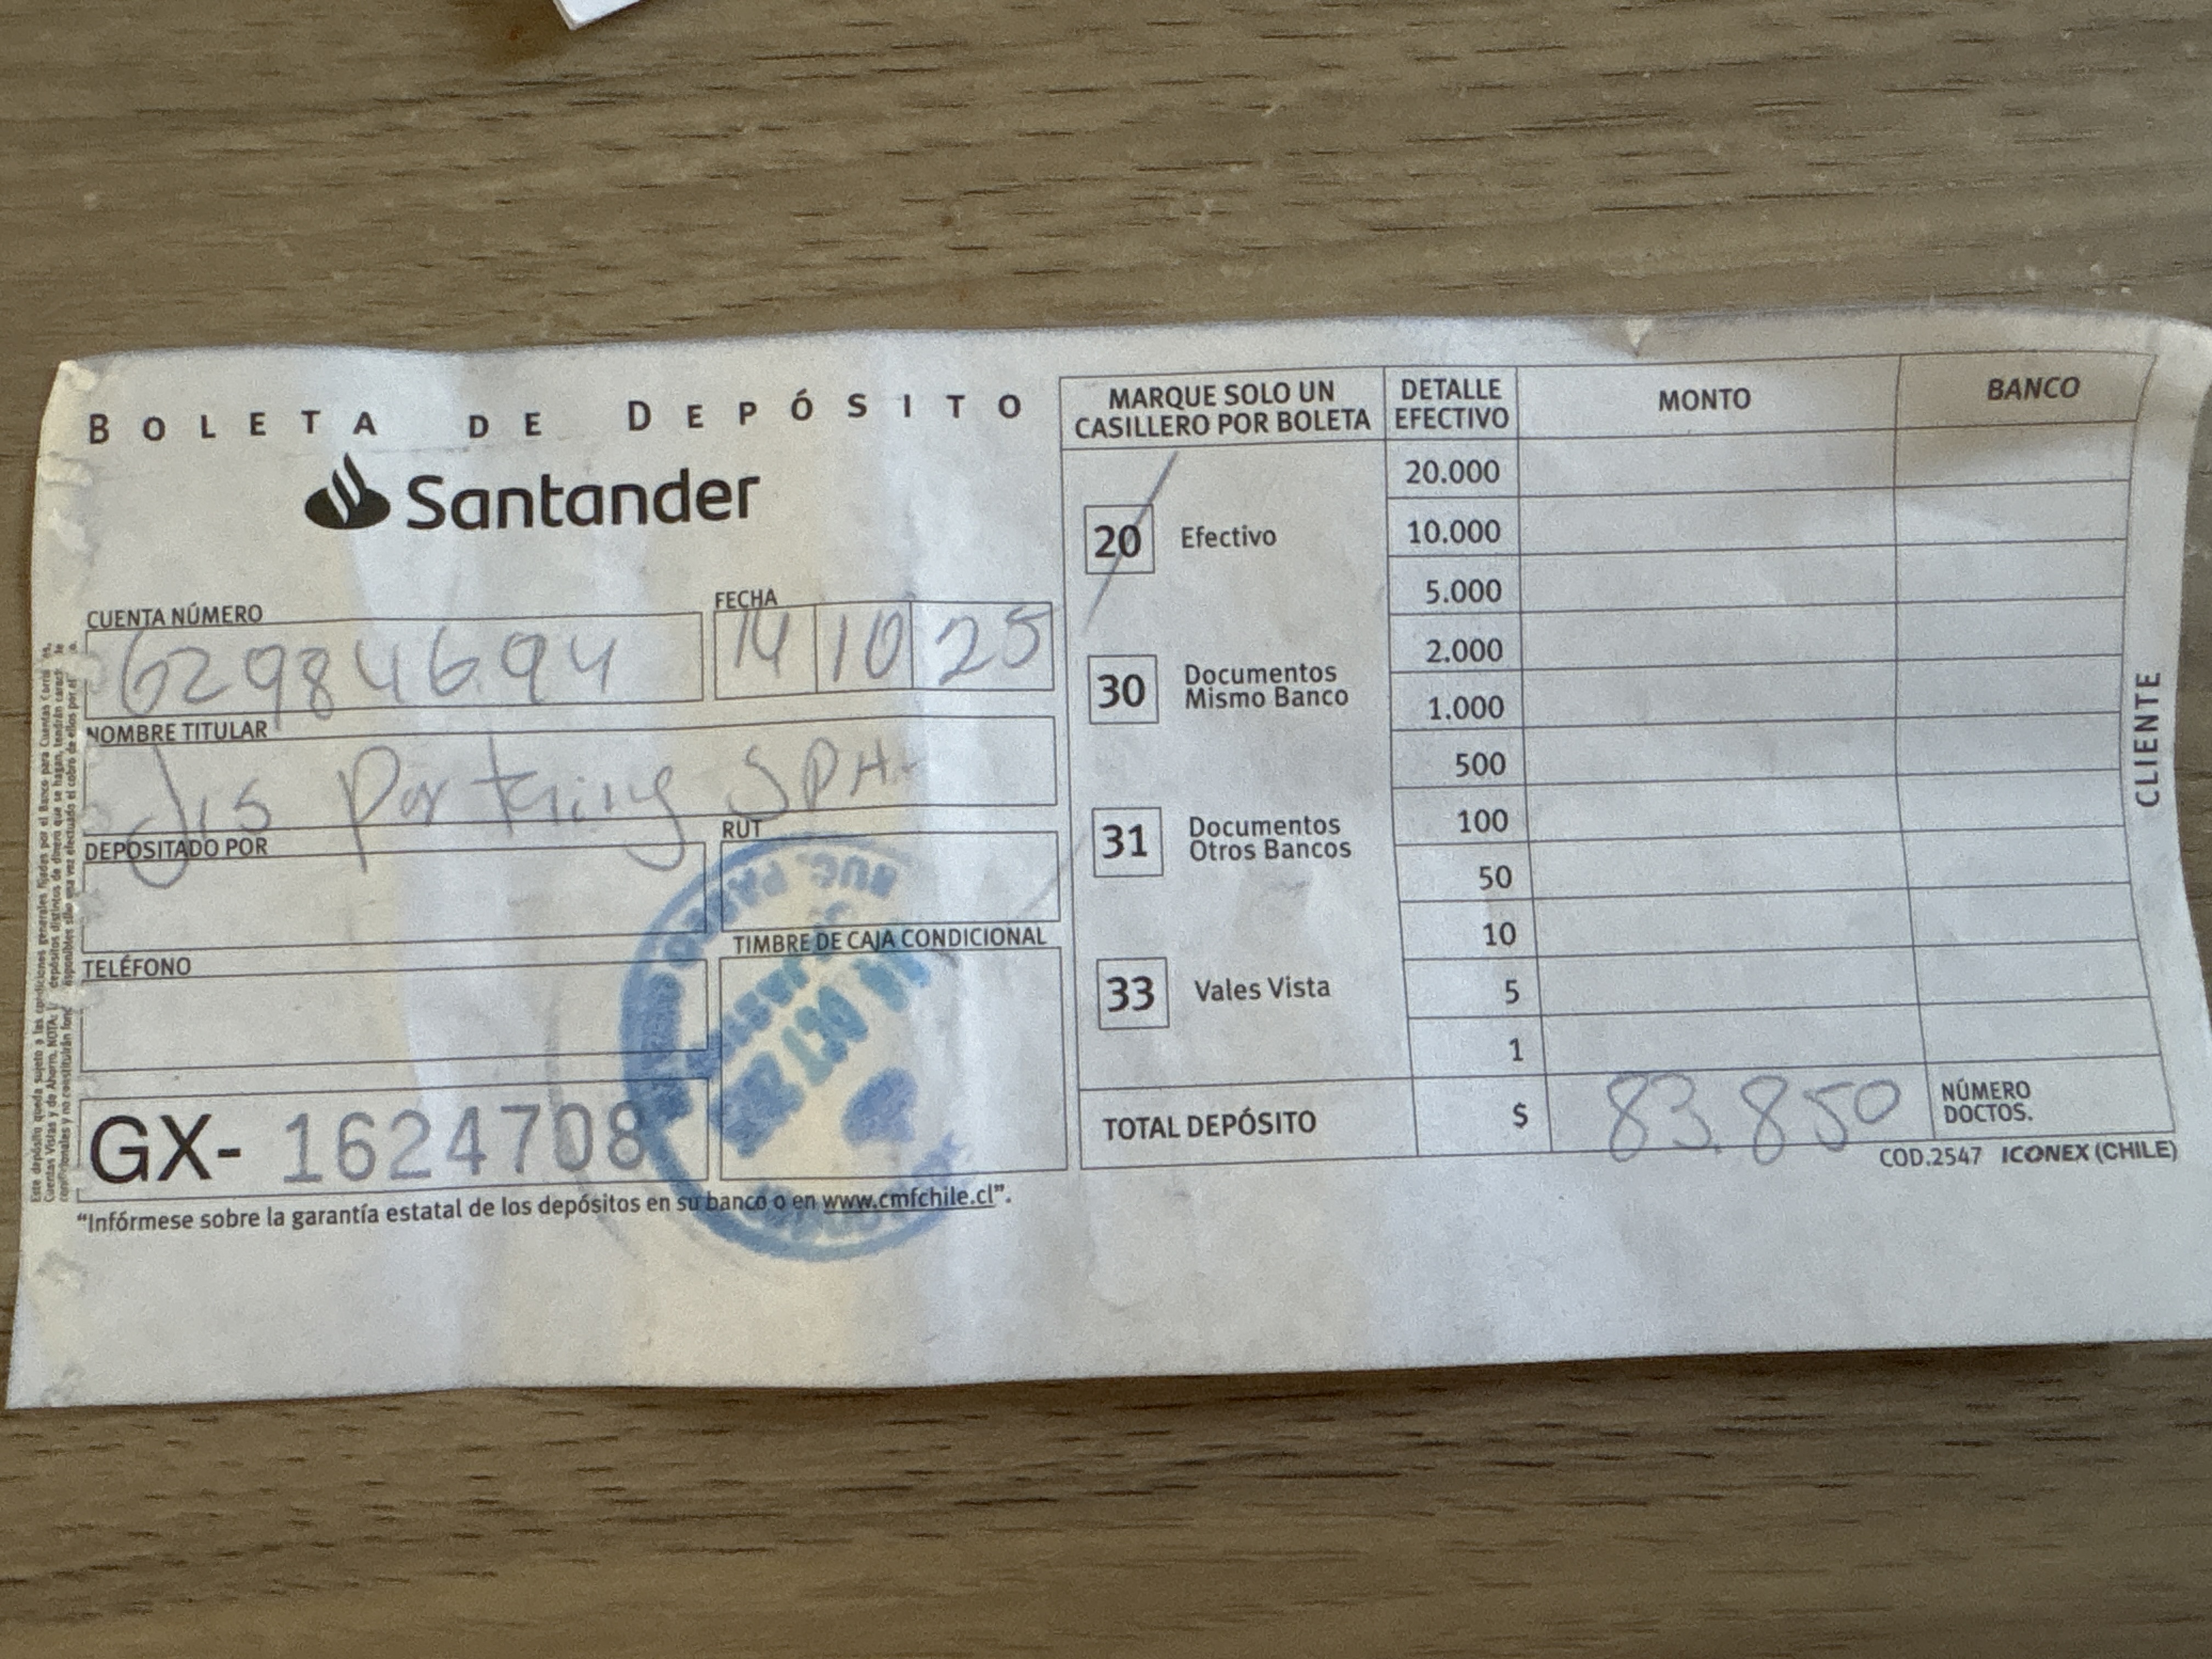 BOLETA DE DEPÓSITO
Santander
CUENTA NÚMERO
62984694
FECHA
14 10 25
NOMBRE TITULAR
Jis Parking SPA
DEPOSITADO POR
RUT
TELÉFONO
TIMBRE DE CAJA CONDICIONAL
GX- 1624708
"Infórmese sobre la garantía estatal de los depósitos en su banco o en www.cmfchile.cl".
MARQUE SOLO UN
CASILLERO POR BOLETA
20 Efectivo
30 Documentos
Mismo Banco
31 Documentos
Otros Bancos
33 Vales Vista
DETALLE
EFECTIVO
MONTO
BANCO
20.000
10.000
5.000
2.000
1.000
500
100
50
10
5
1
TOTAL DEPÓSITO $ 83.850
NÚMERO
DOCTOS.
COD.2547 ICONEX (CHILE)
CLIENTE